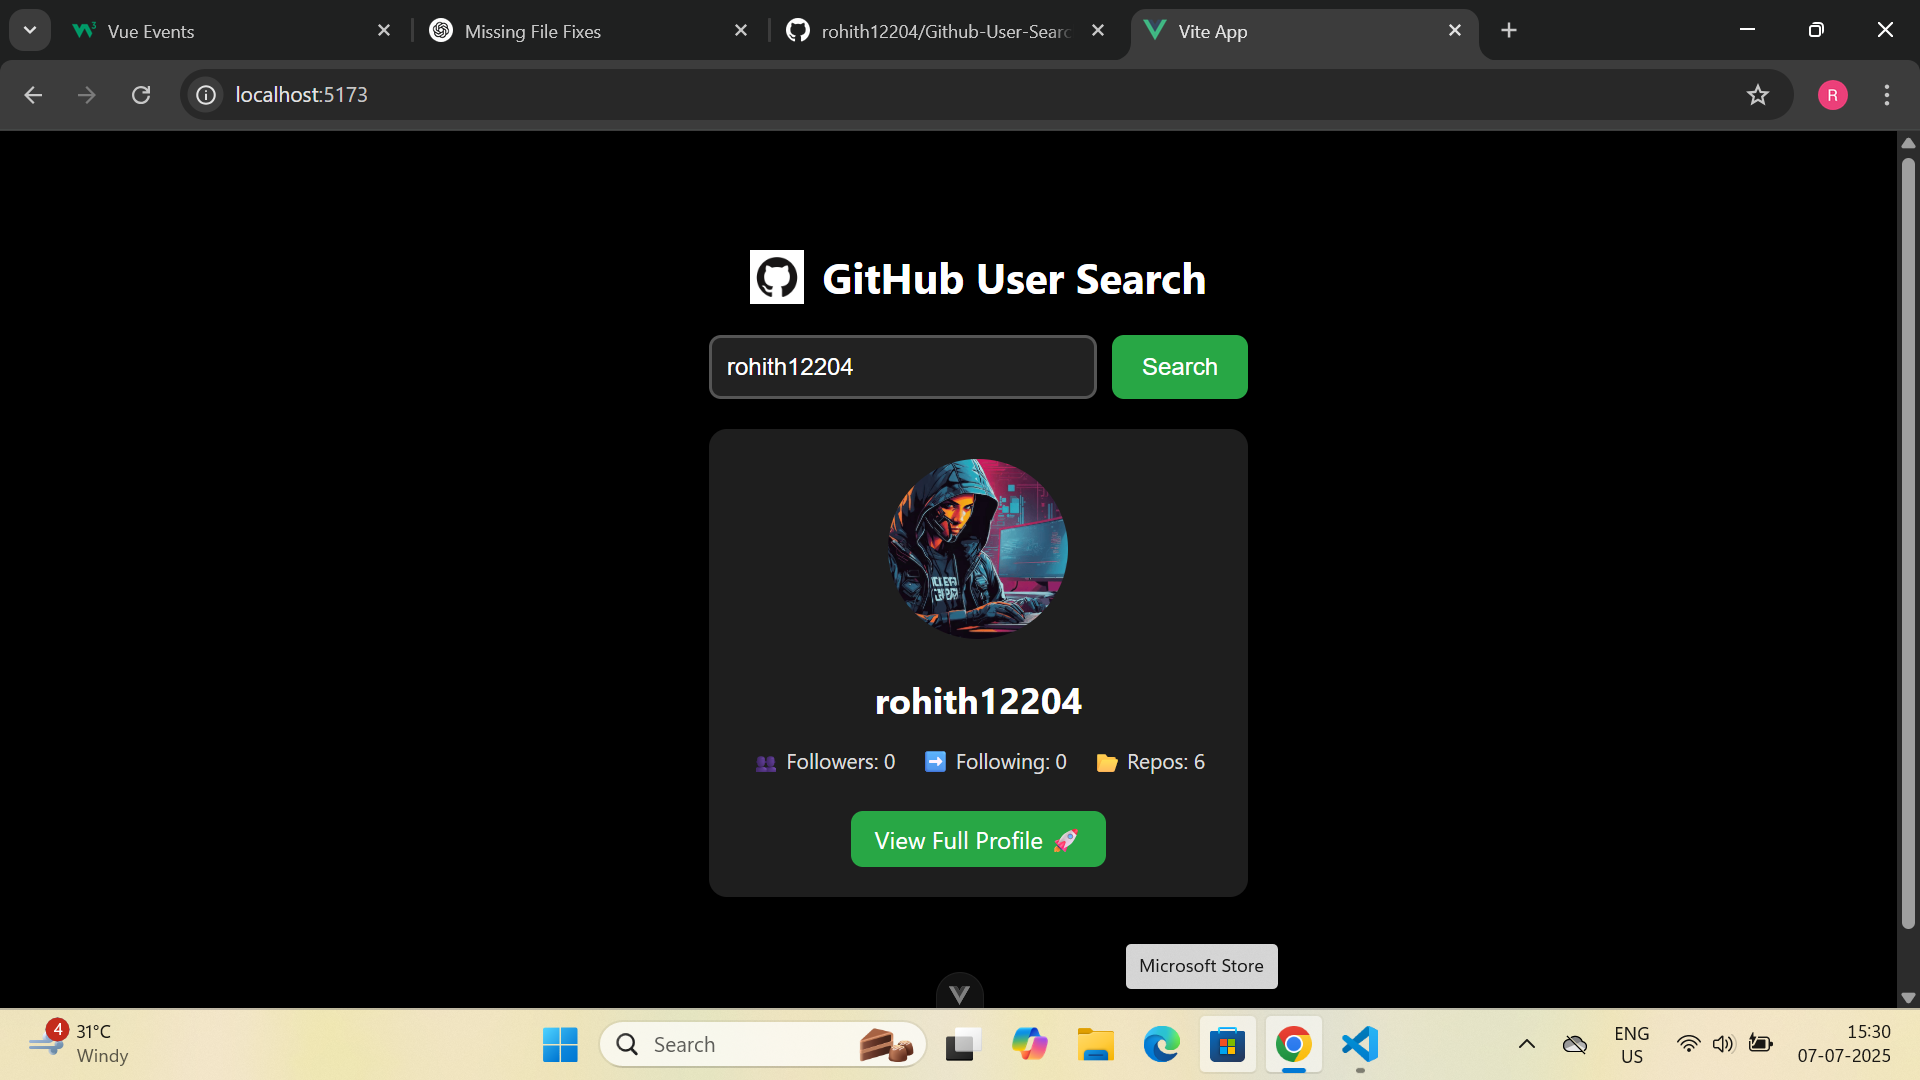 Vue Events
Missing File Fixes
rohith12204/Github-User-Searc
Vite App
localhost:5173
R
GitHub User Search
rohith12204
Search
rohith12204
👥 Followers: 0 ➡️ Following: 0 📂 Repos: 6
View Full Profile 🚀
Microsoft Store
4
31°C
Windy
Search
ENG
US
15:30
07-07-2025